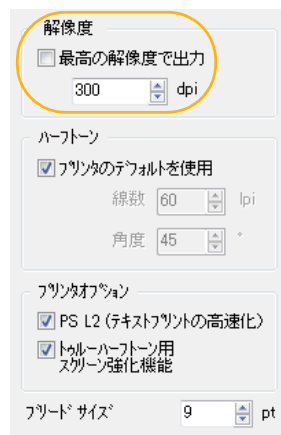 解像度
最高の解像度で出力
300 dpi
ハーフトーン
プリンタのデフォルトを使用
線数 60 lpi
角度 45 °
プリンタオプション
PS L2 (テキストプリントの高速化)
トゥルーハーフトーン用
スクリーン強化機能
ブリード サイズ 9 pt